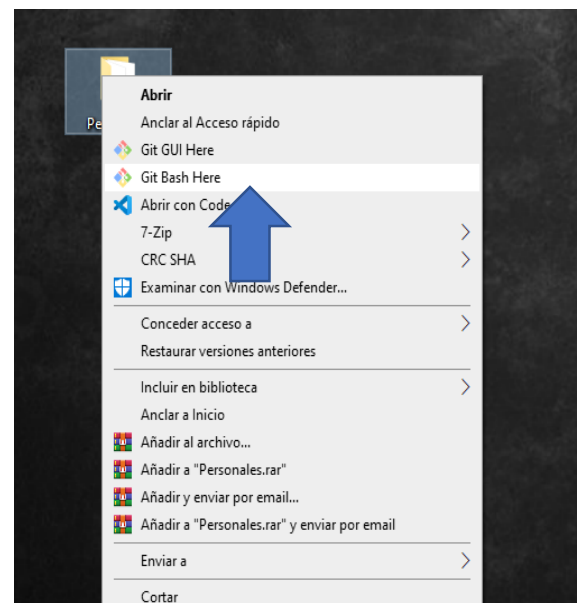 Pe
Abrir
Anclar al Acceso rápido
Git GUI Here
Git Bash Here
Abrir con Code
7-Zip
CRC SHA
Examinar con Windows Defender...
Conceder acceso a
Restaurar versiones anteriores
Incluir en biblioteca
Anclar a Inicio
Añadir al archivo...
Añadir a "Personales.rar"
Añadir y enviar por email...
Añadir a "Personales.rar" y enviar por email
Enviar a
Cortar